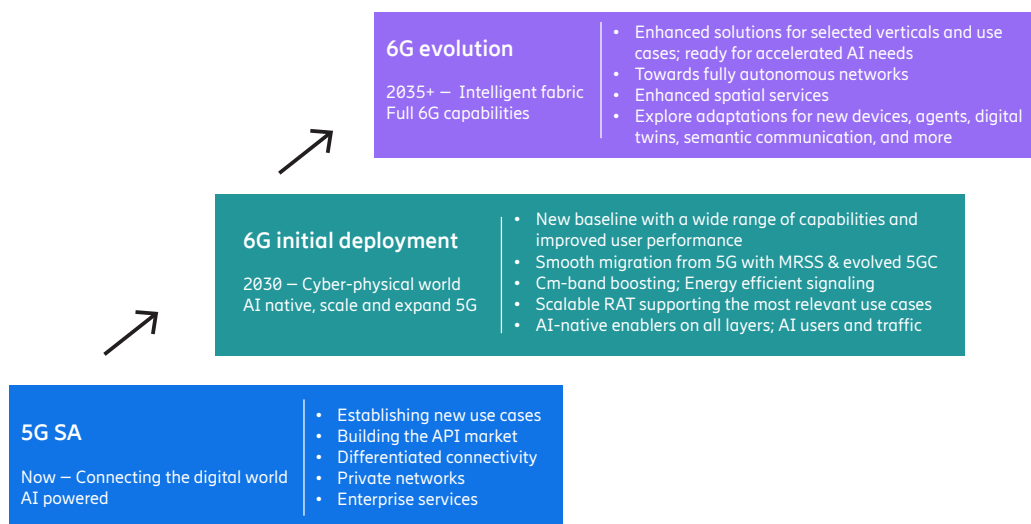 6G evolution
2035+ – Intelligent fabric
Full 6G capabilities
• Enhanced solutions for selected verticals and use
cases; ready for accelerated AI needs
• Towards fully autonomous networks
• Enhanced spatial services
• Explore adaptations for new devices, agents, digital
twins, semantic communication, and more
6G initial deployment
2030 – Cyber-physical world
AI native, scale and expand 5G
• New baseline with a wide range of capabilities and
improved user performance
• Smooth migration from 5G with MRSS & evolved 5GC
• Cm-band boosting; Energy efficient signaling
• Scalable RAT supporting the most relevant use cases
• AI-native enablers on all layers; AI users and traffic
5G SA
Now – Connecting the digital world
AI powered
• Establishing new use cases
• Building the API market
• Differentiated connectivity
• Private networks
• Enterprise services